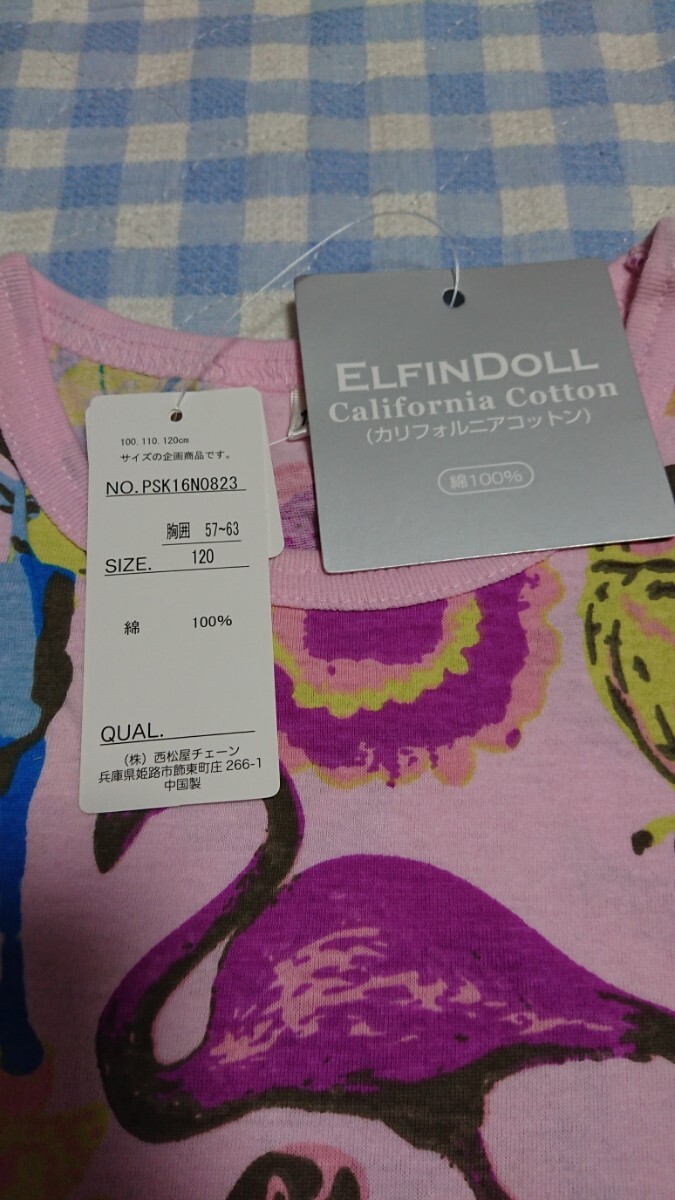 100. 110. 120cm
サイズの企画商品です。
NO.PSK16N0823
胸囲 57~63
SIZE. 120
綿 100%
QUAL.
(株) 西松屋チェーン
兵庫県姫路市飾東町庄 266-1
中国製
ELFINDOLL
California Cotton
(カリフォルニアコットン)
綿100%